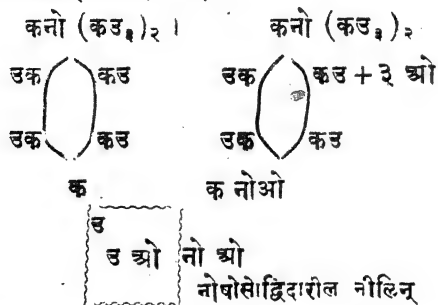 कनो (कउ₃)₂ । कनो (कउ₃)₂
उक कउ उक कउ + ३ ओ
उक कउ उक कउ
क क नोओ
उ
उ ओ नो ओ
नोषोसोद्विदारील नीलिन्